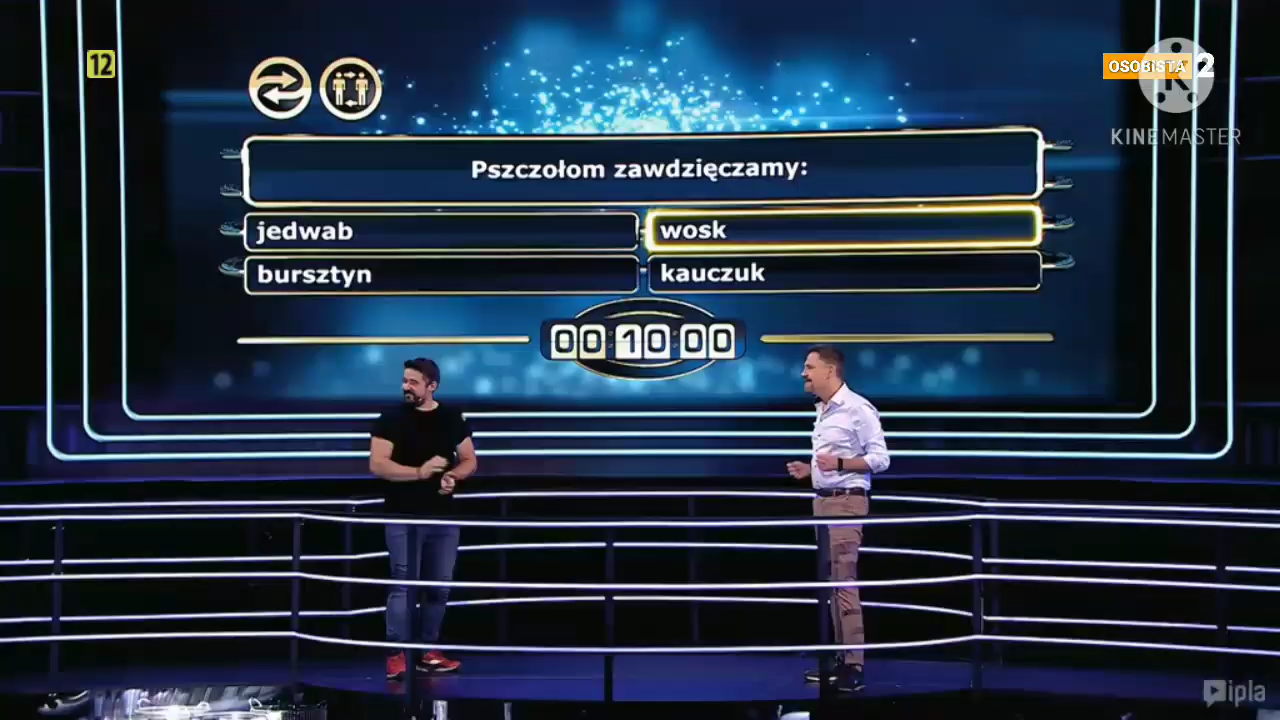 12
OSOBISTA 2
K
KINEMASTER
Pszczołom zawdzięczamy:
jedwab
wosk
bursztyn
kauczuk
00:10:00
ipla